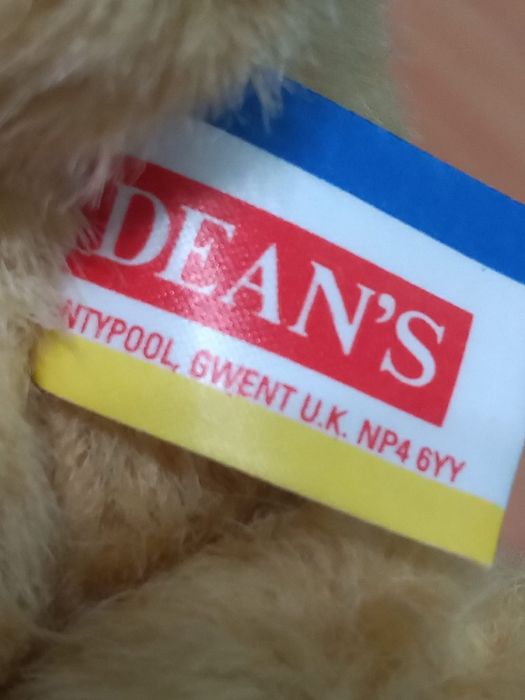 DEAN'S
NTYPOOL, GWENT U.K. NP4 6YY